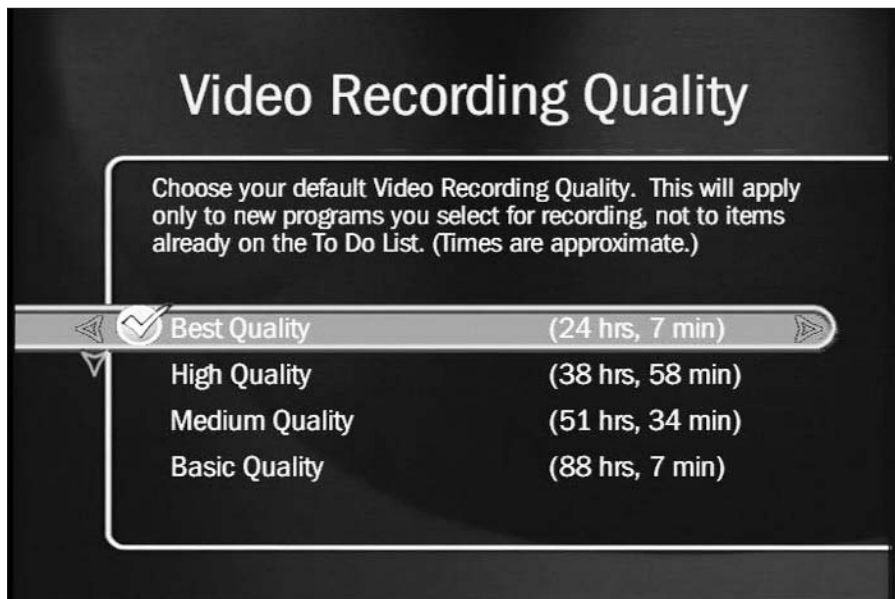 Video Recording Quality
Choose your default Video Recording Quality. This will apply
only to new programs you select for recording, not to items
already on the To Do List. (Times are approximate.)
Best Quality (24 hrs, 7 min)
High Quality (38 hrs, 58 min)
Medium Quality (51 hrs, 34 min)
Basic Quality (88 hrs, 7 min)